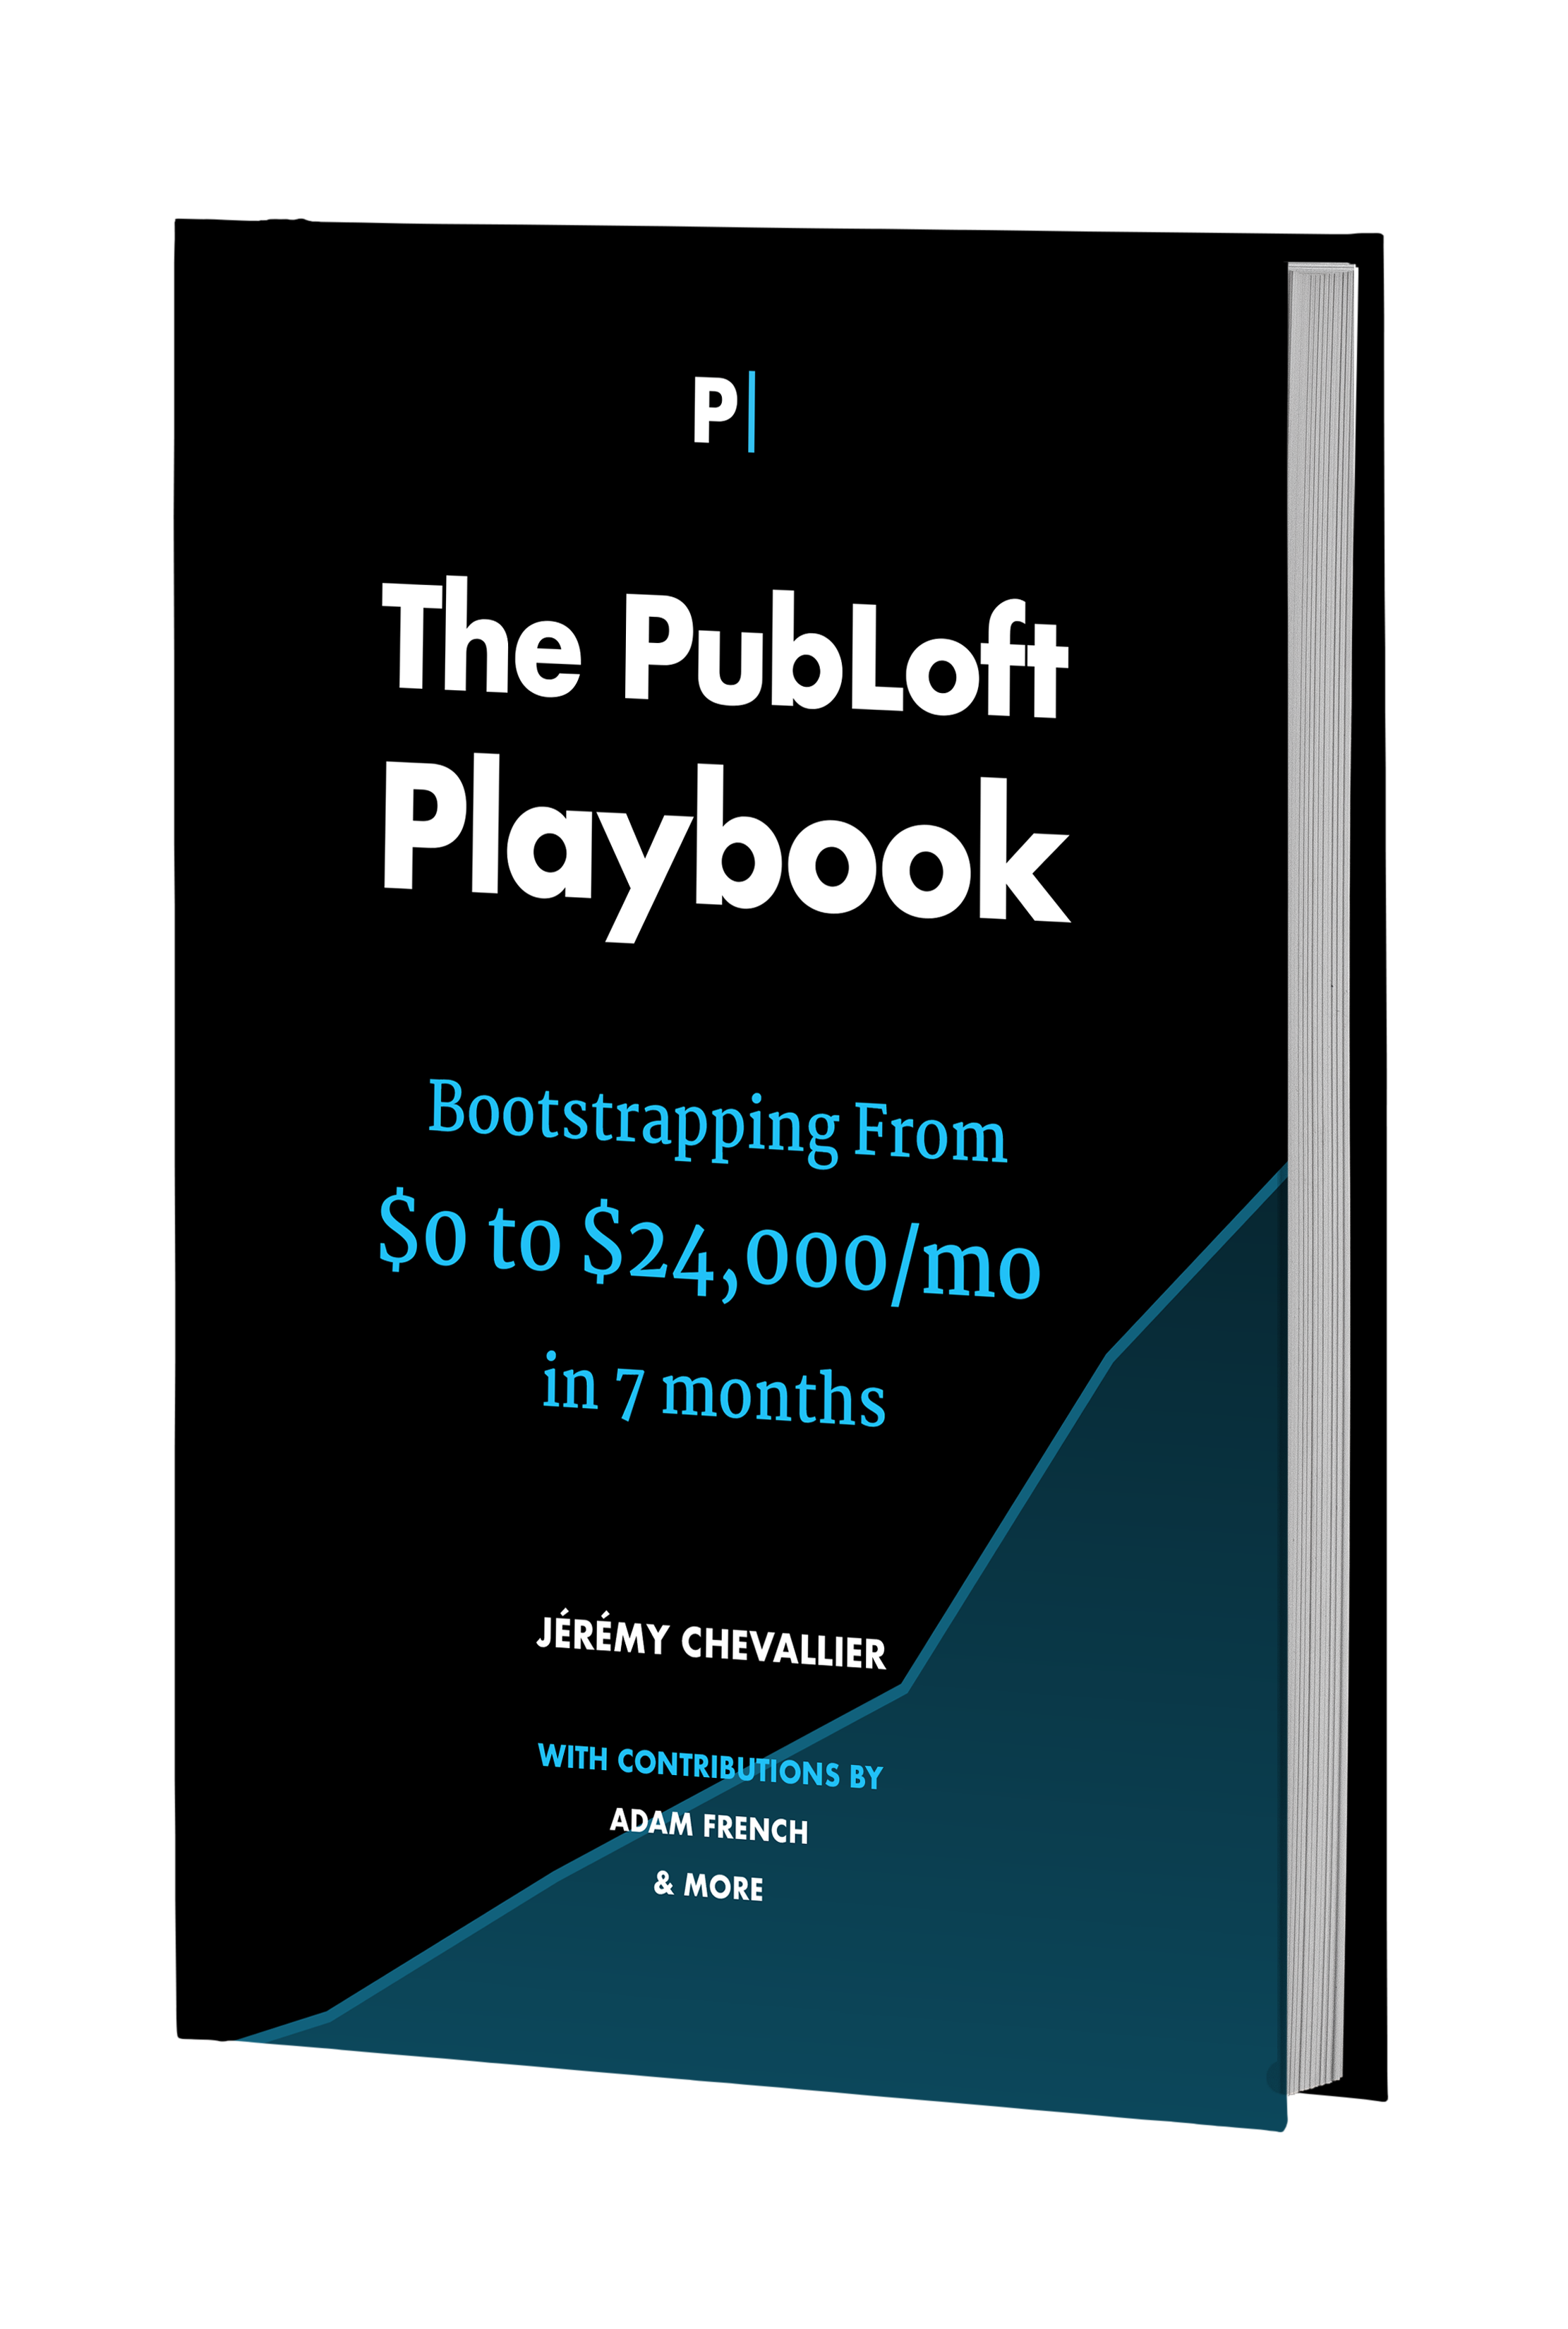 P|
The PubLoft
Playbook
Bootstrapping From
$0 to $24,000/mo
in 7 months
JÉRÉMY CHEVALLIER
WITH CONTRIBUTIONS BY
ADAM FRENCH
& MORE